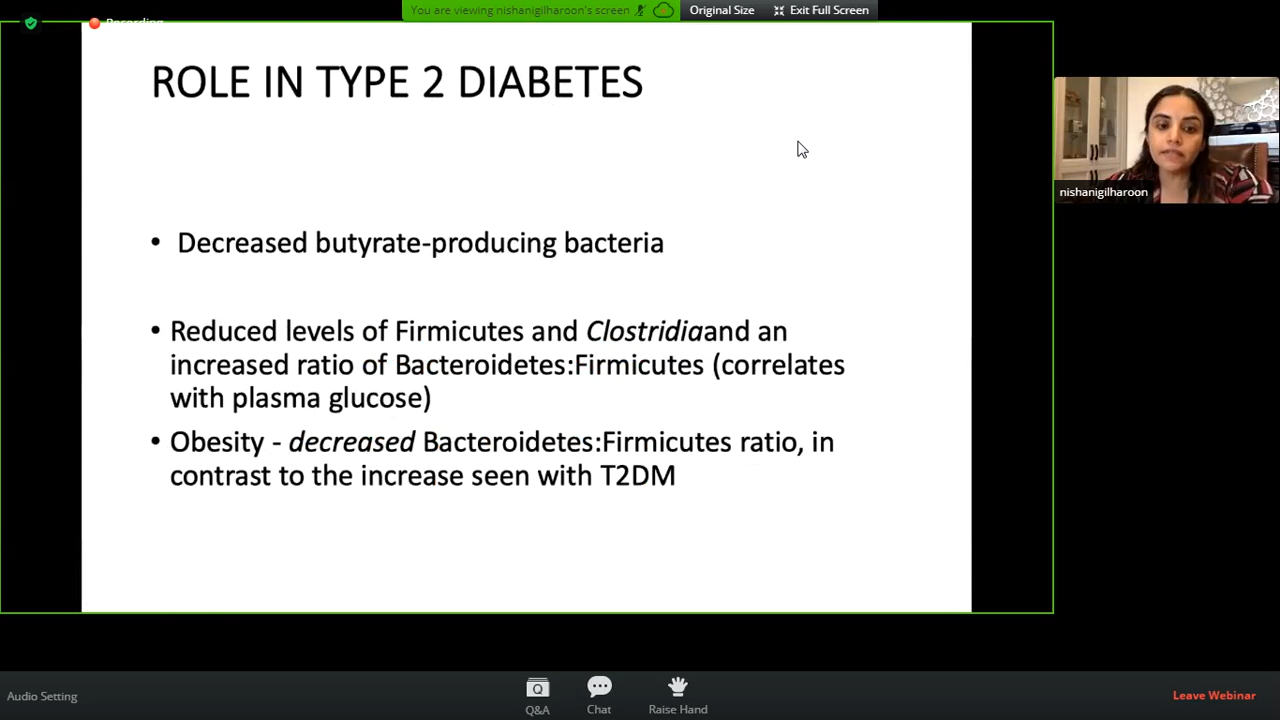 You are viewing nishanigilharoon's screen
Original Size
Exit Full Screen
Recording
ROLE IN TYPE 2 DIABETES
nishanigilharoon
• Decreased butyrate-producing bacteria
• Reduced levels of Firmicutes and Clostridiaand an
increased ratio of Bacteroidetes:Firmicutes (correlates
with plasma glucose)
• Obesity - decreased Bacteroidetes:Firmicutes ratio, in
contrast to the increase seen with T2DM
Audio Setting
Q&A
Chat
Raise Hand
Leave Webinar